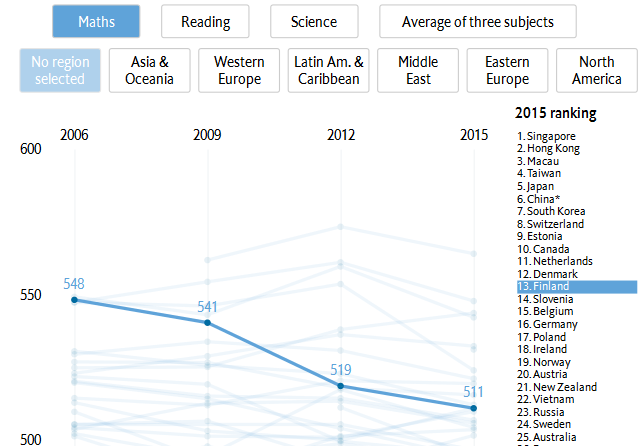 Maths
Reading
Science
Average of three subjects
No region
selected
Asia &
Oceania
Western
Europe
Latin Am. &
Caribbean
Middle
East
Eastern
Europe
North
America
2015 ranking
2006
2009
2012
2015
600
550
500
548
541
519
511
1. Singapore
2. Hong Kong
3. Macau
4. Taiwan
5. Japan
6. China*
7. South Korea
8. Switzerland
9. Estonia
10. Canada
11. Netherlands
12. Denmark
13. Finland
14. Slovenia
15. Belgium
16. Germany
17. Poland
18. Ireland
19. Norway
20. Austria
21. New Zealand
22. Vietnam
23. Russia
24. Sweden
25. Australia